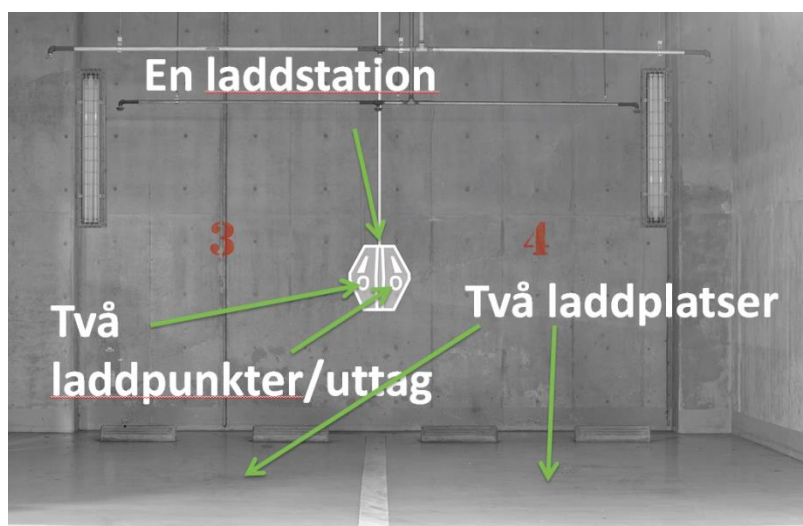 En laddstation
3
4
Två
laddpunkter/uttag
Två laddplatser